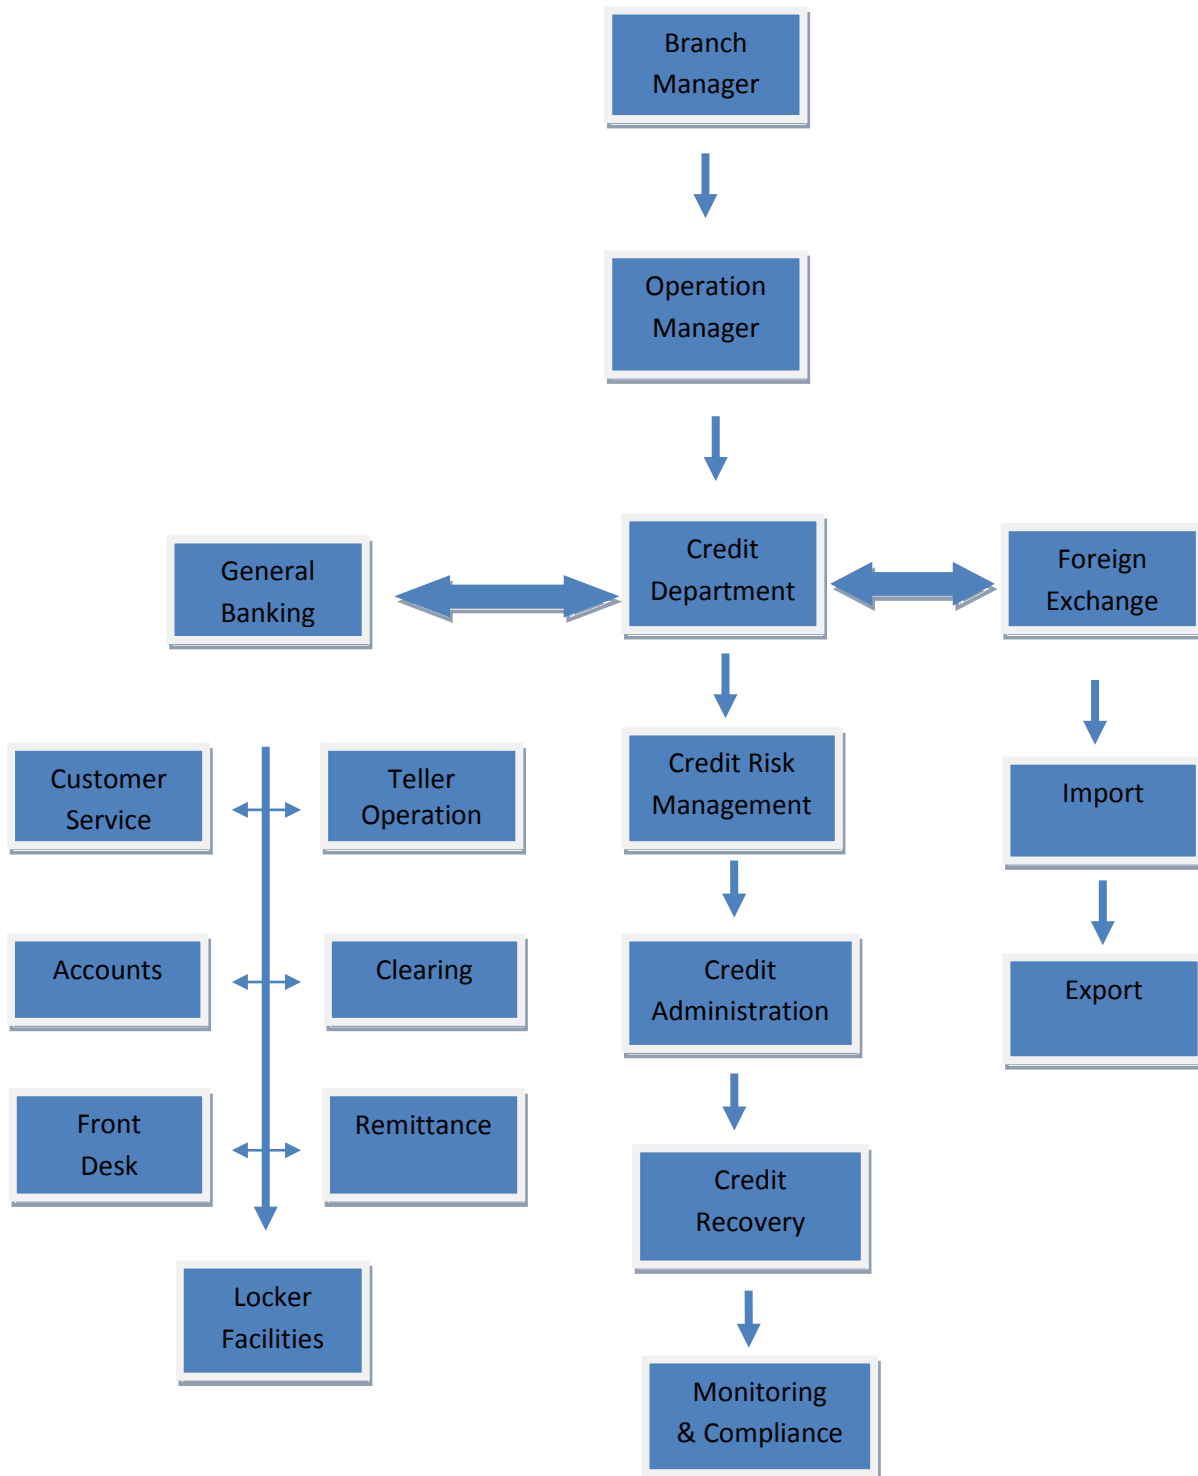 Branch
Manager
Operation
Manager
General
Banking
Credit
Department
Foreign
Exchange
Customer
Service
Teller
Operation
Credit Risk
Management
Import
Accounts
Clearing
Credit
Administration
Export
Front
Desk
Remittance
Credit
Recovery
Locker
Facilities
Monitoring
& Compliance